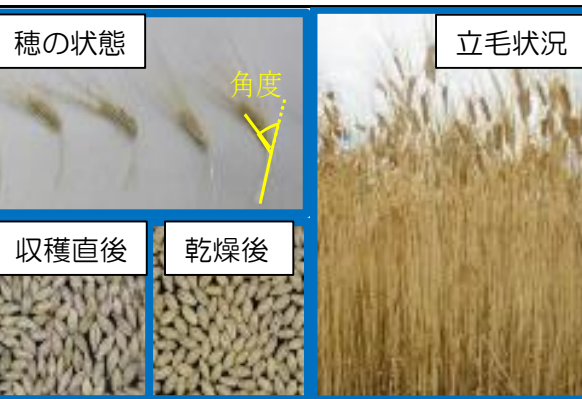 穂の状態
角度
立毛状況
収穫直後
乾燥後